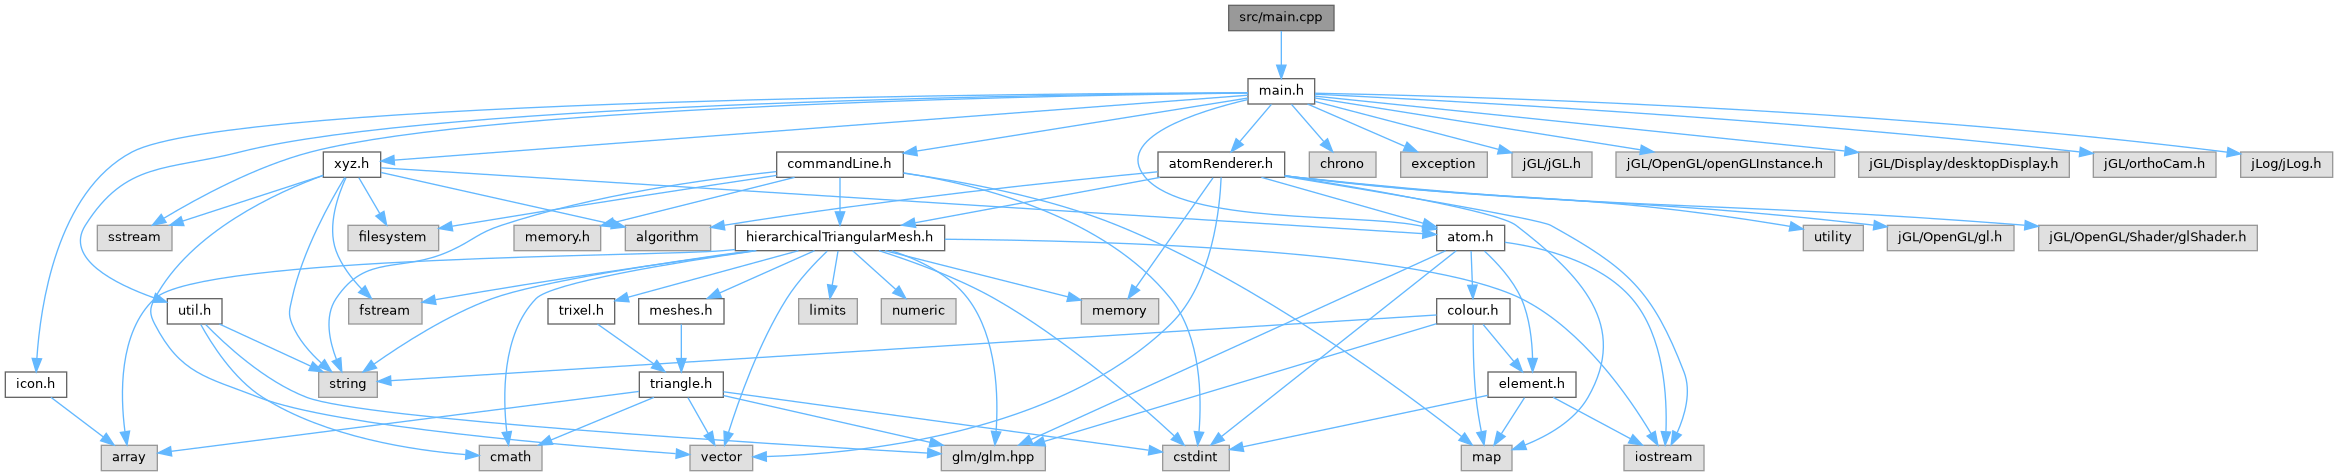 src/main.cpp
main.h
xyz.h
commandLine.h
atomRenderer.h
chrono
exception
jGL/jGL.h
jGL/OpenGL/openGLInstance.h
jGL/Display/desktopDisplay.h
jGL/orthoCam.h
jLog/jLog.h
sstream
filesystem
memory.h
algorithm
hierarchicalTriangularMesh.h
atom.h
utility
jGL/OpenGL/gl.h
jGL/OpenGL/Shader/glShader.h
util.h
fstream
trixel.h
meshes.h
limits
numeric
memory
colour.h
icon.h
string
triangle.h
element.h
array
cmath
vector
glm/glm.hpp
cstdint
map
iostream